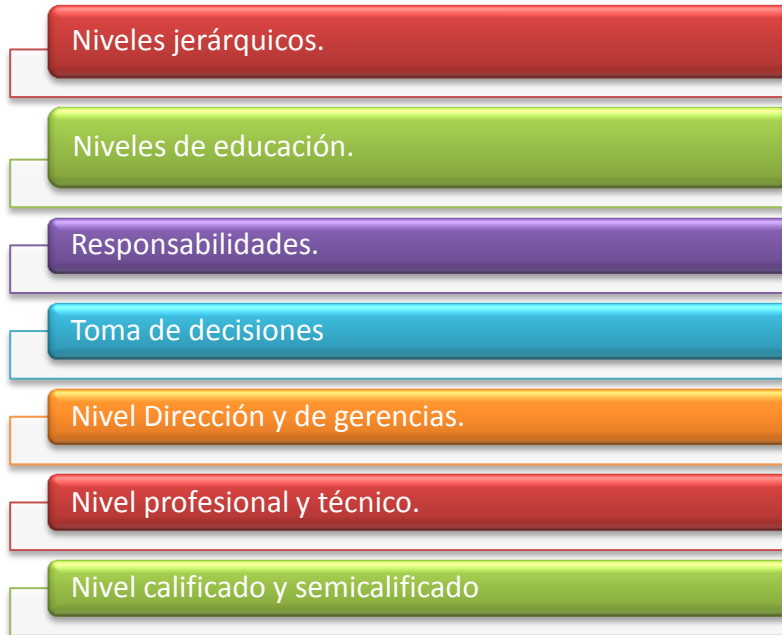 Niveles jerárquicos.
Niveles de educación.
Responsabilidades.
Toma de decisiones
Nivel Dirección y de gerencias.
Nivel profesional y técnico.
Nivel calificado y semicalificado